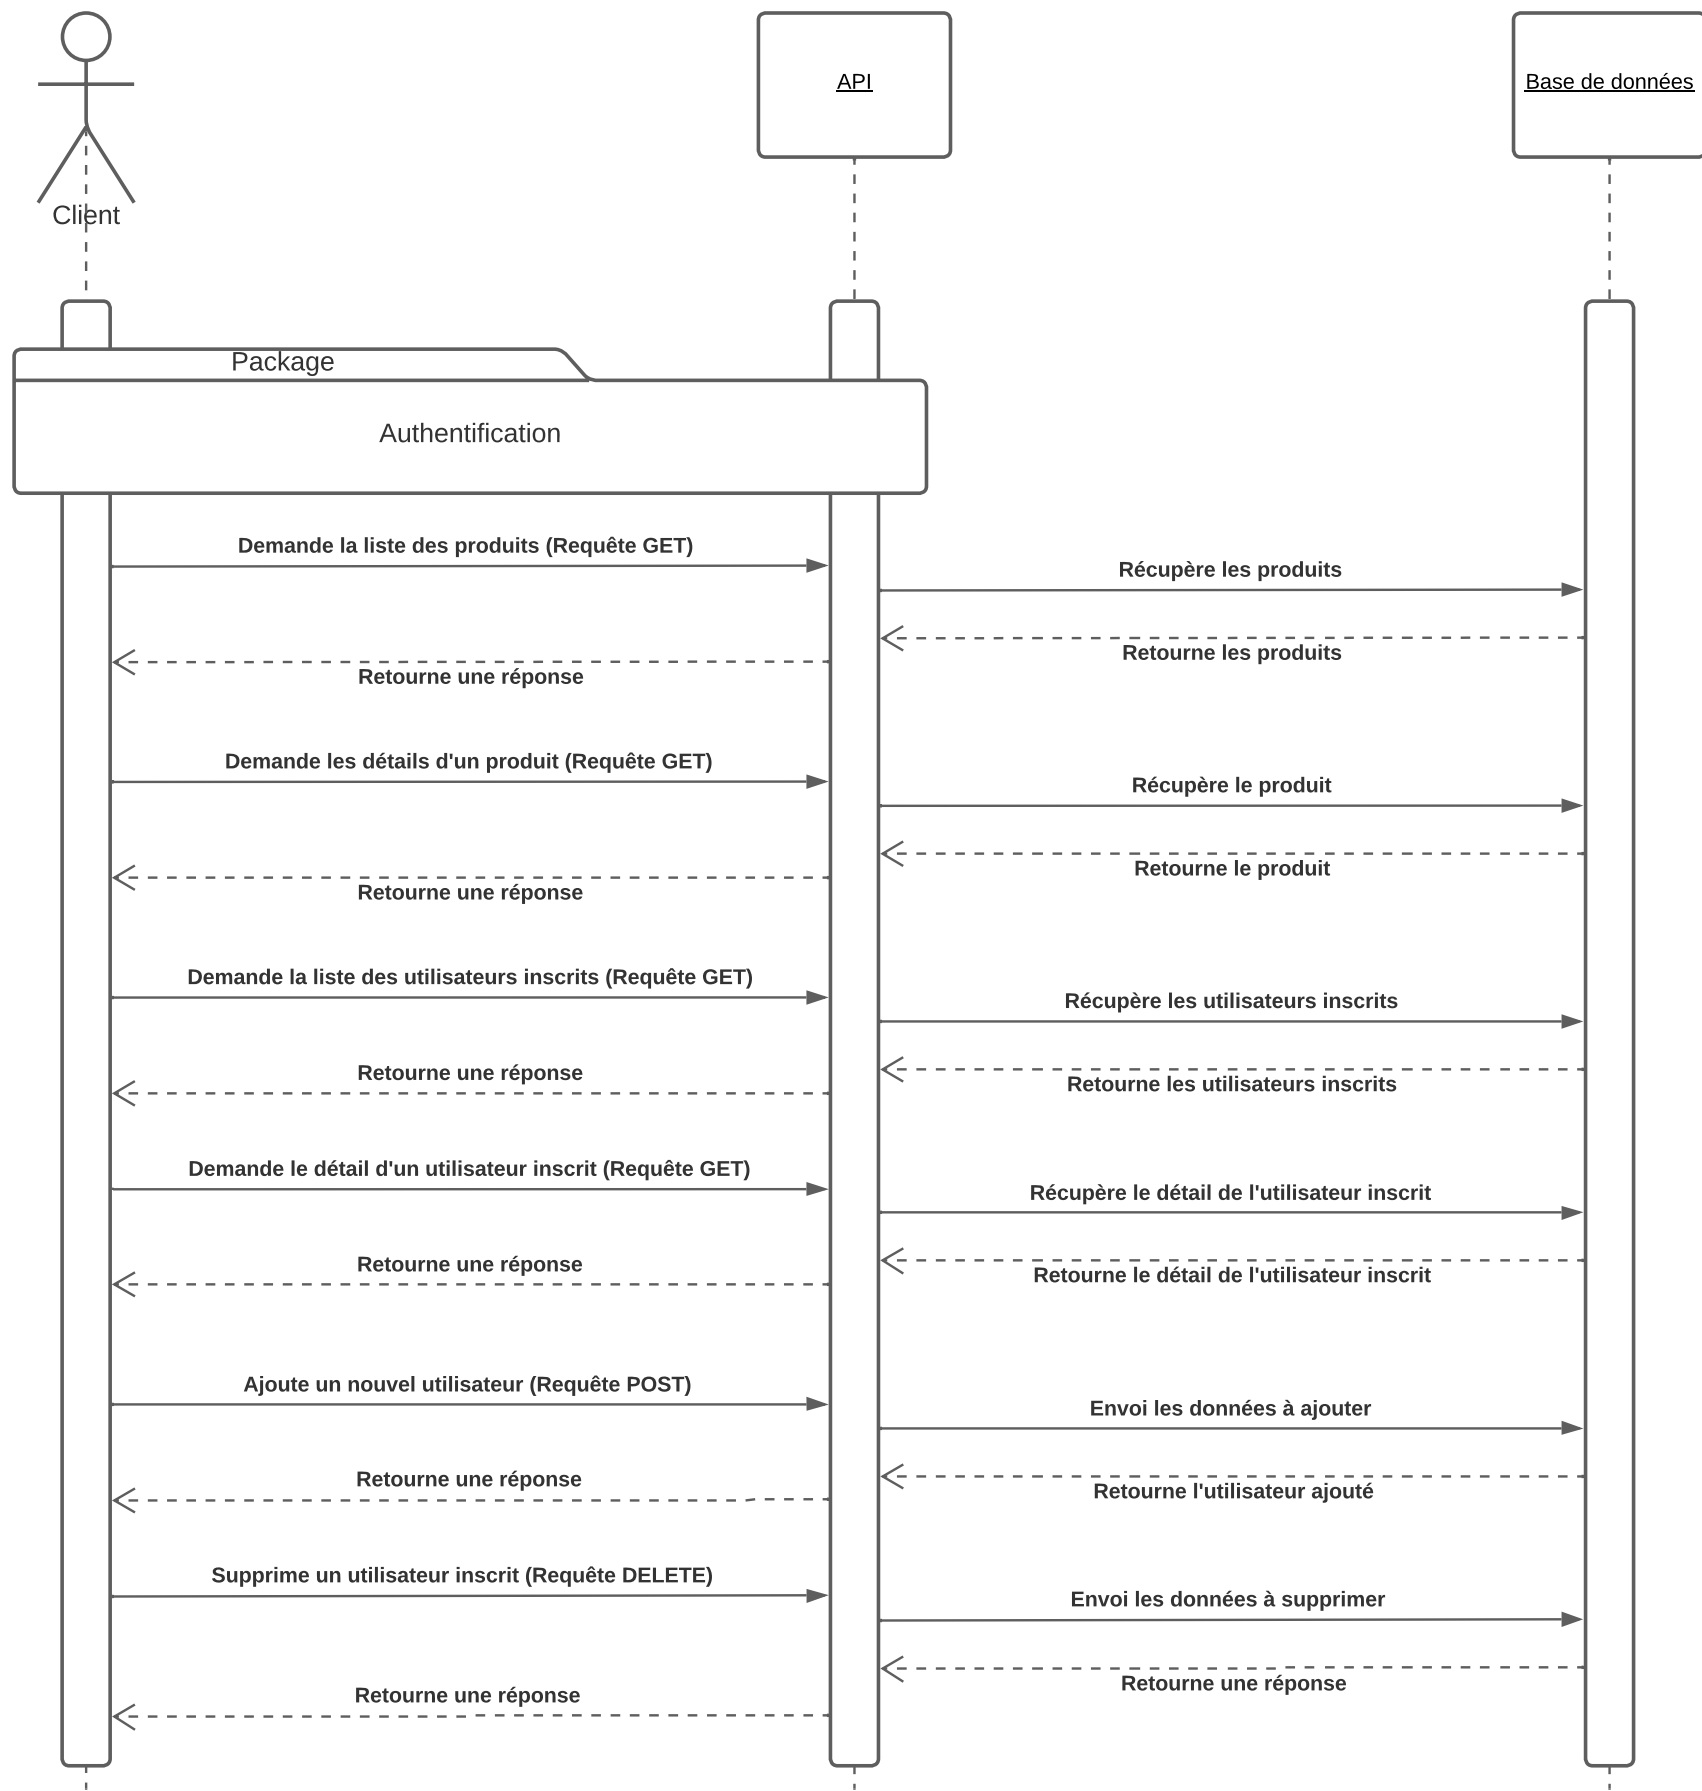 API
Base de données
Client
Package
Authentification
Demande la liste des produits (Requête GET)
Récupère les produits
Retourne les produits
Retourne une réponse
Demande les détails d'un produit (Requête GET)
Récupère le produit
Retourne le produit
Retourne une réponse
Demande la liste des utilisateurs inscrits (Requête GET)
Récupère les utilisateurs inscrits
Retourne une réponse
Retourne les utilisateurs inscrits
Demande le détail d'un utilisateur inscrit (Requête GET)
Récupère le détail de l'utilisateur inscrit
Retourne une réponse
Retourne le détail de l'utilisateur inscrit
Ajoute un nouvel utilisateur (Requête POST)
Envoi les données à ajouter
Retourne une réponse
Retourne l'utilisateur ajouté
Supprime un utilisateur inscrit (Requête DELETE)
Envoi les données à supprimer
Retourne une réponse
Retourne une réponse